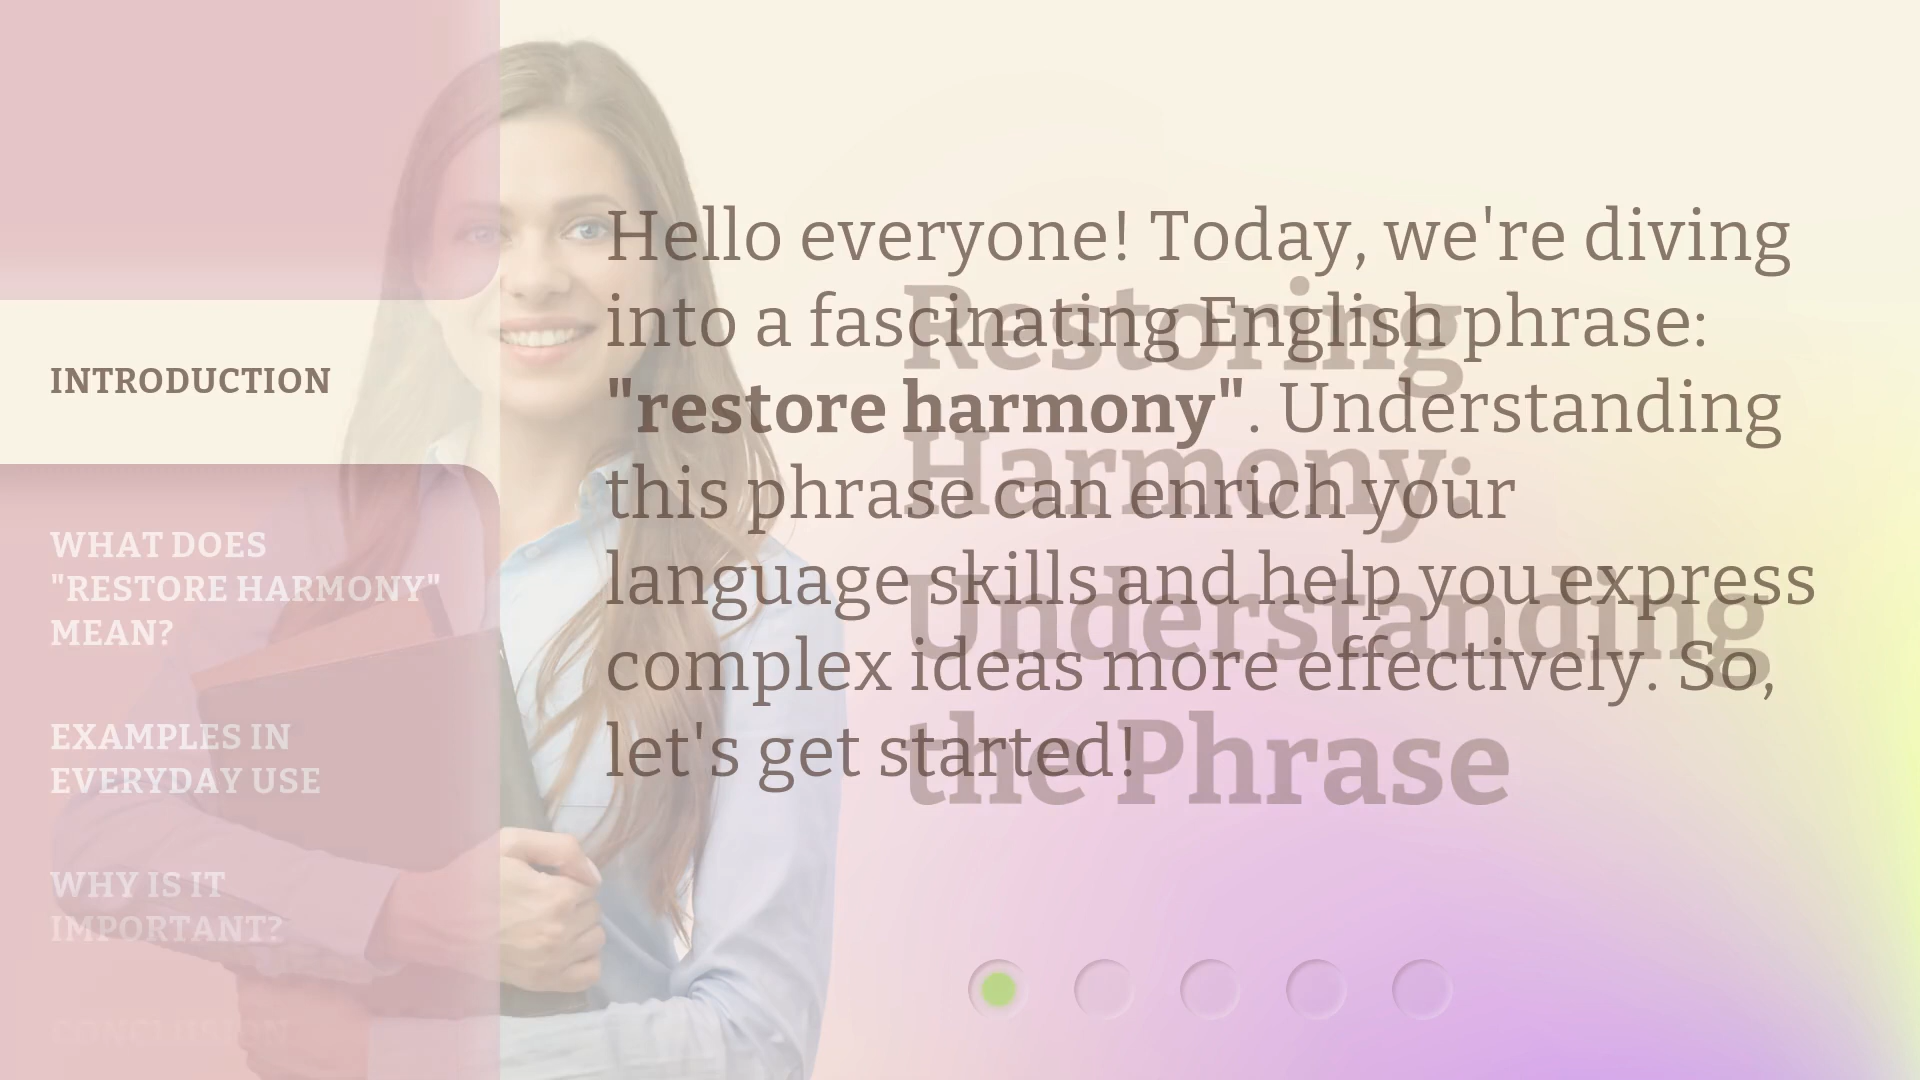 INTRODUCTION
WHAT DOES
"RESTORE HARMONY"
MEAN?
EXAMPLES IN
EVERYDAY USE
WHY IS IT
IMPORTANT?
CONCLUSION
Hello everyone! Today, we're diving
into a fascinating English phrase:
"restore harmony". Understanding
this phrase can enrich your
language skills and help you express
complex ideas more effectively. So,
let's get started!
Restoring
Harmony:
Understanding
the Phrase